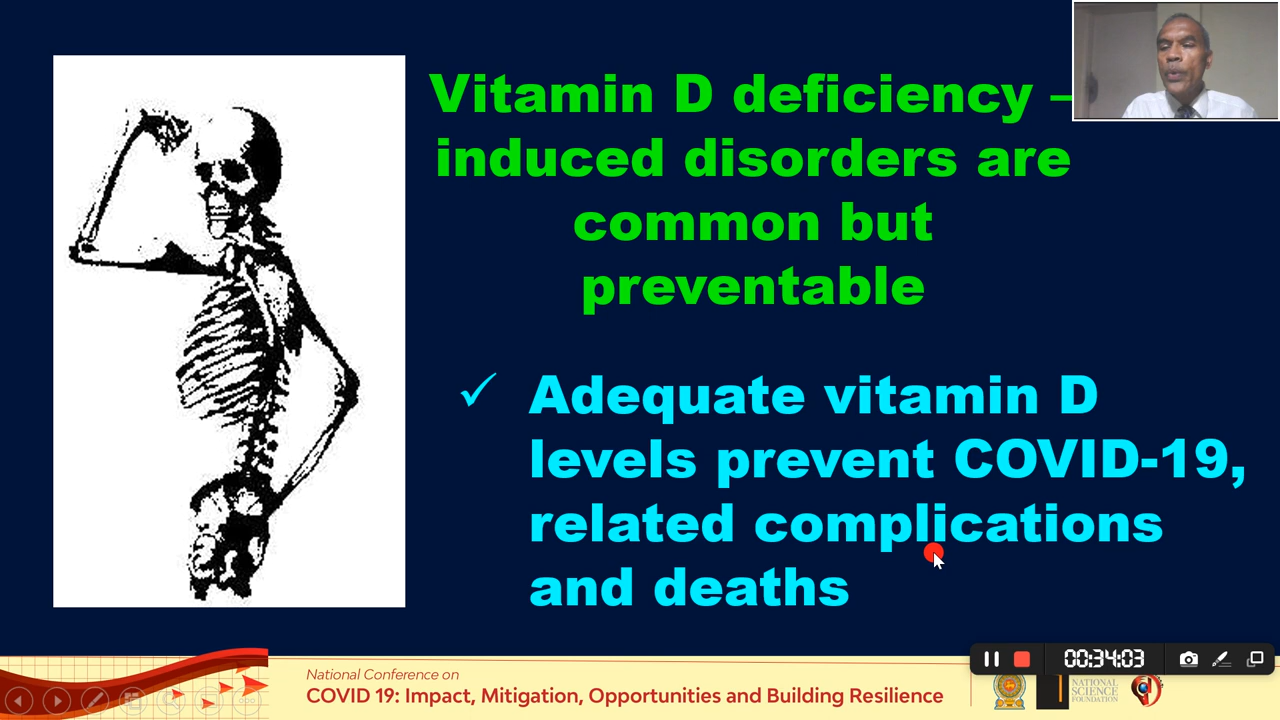 Vitamin D deficiency –
induced disorders are
common but
preventable
✓ Adequate vitamin D
levels prevent COVID-19,
related complications
and deaths
00:34:03
National Conference on
COVID 19: Impact, Mitigation, Opportunities and Building Resilience
NATIONAL
SCIENCE
FOUNDATION